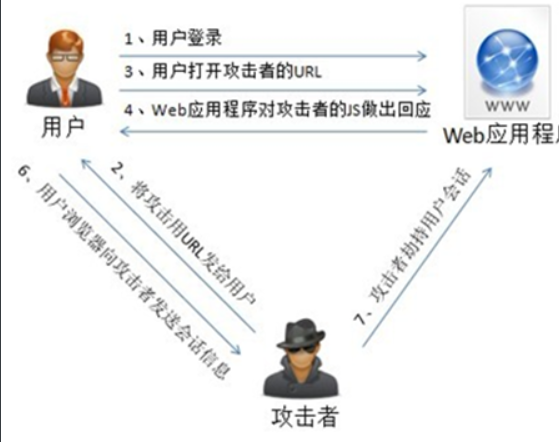 1、用户登录
3、用户打开攻击者的URL
4、Web应用程序对攻击者的JS做出回应
用户
WWW
Web应用程序
2、将攻击用URL发给用户
6、用户浏览器向攻击者发送会话信息
7、攻击者劫持用户会话
攻击者